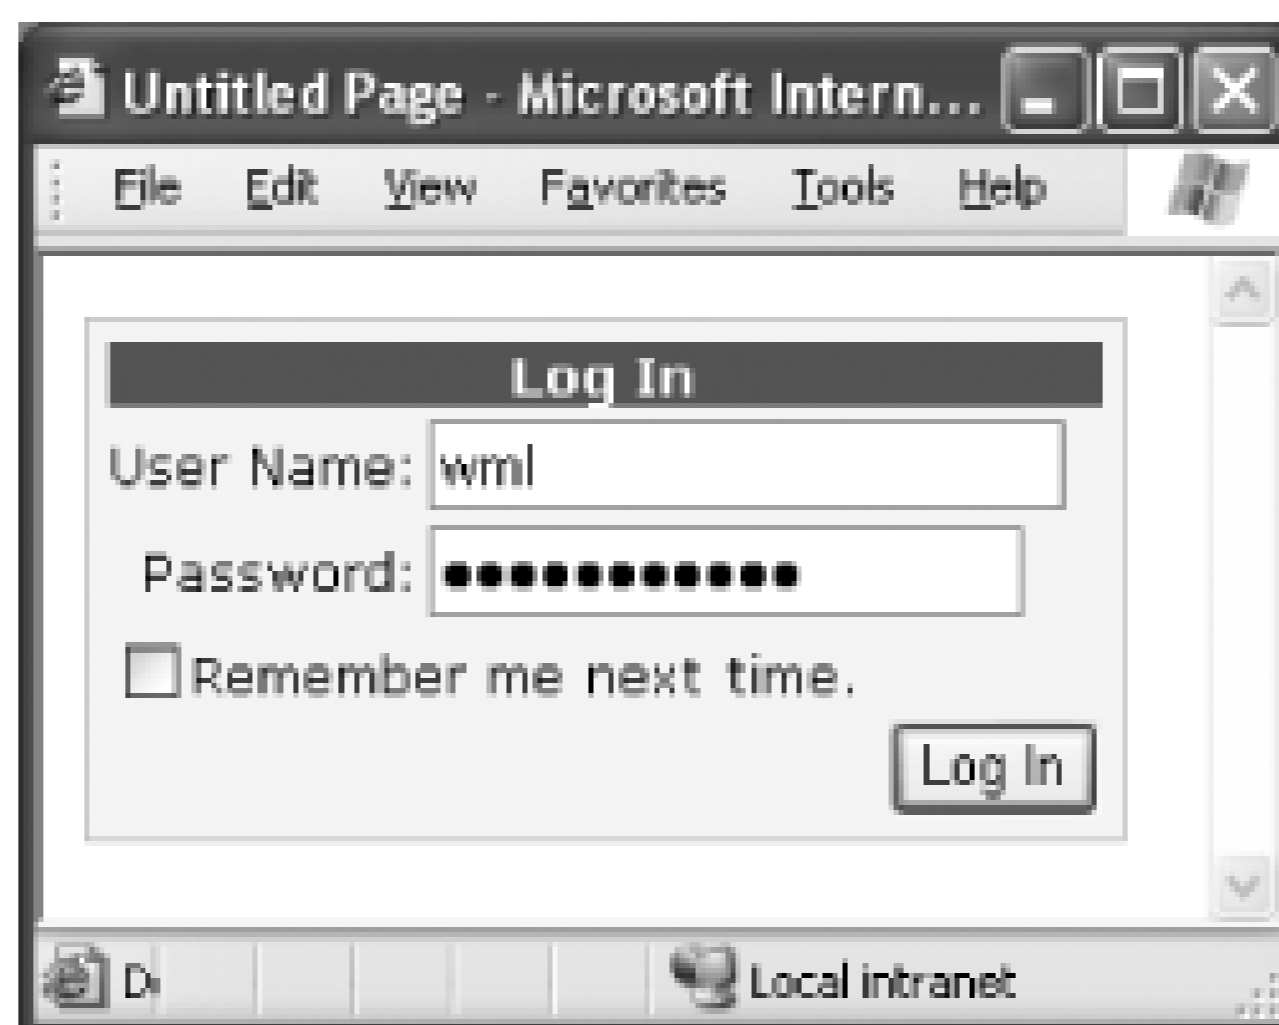 Untitled Page - Microsoft Intern...
File Edit View Favorites Tools Help
Log In
User Name: wml
Password: •••••••••••
Remember me next time.
Log In
Local intranet